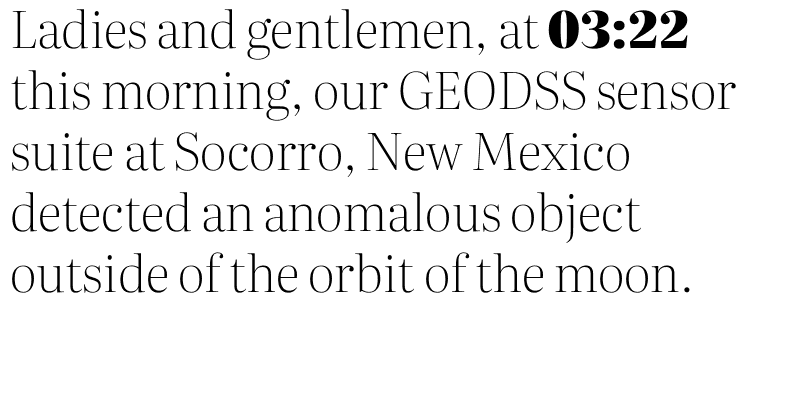 Ladies and gentlemen, at 03:22
this morning, our GEODSS sensor
suite at Socorro, New Mexico
detected an anomalous object
outside of the orbit of the moon.